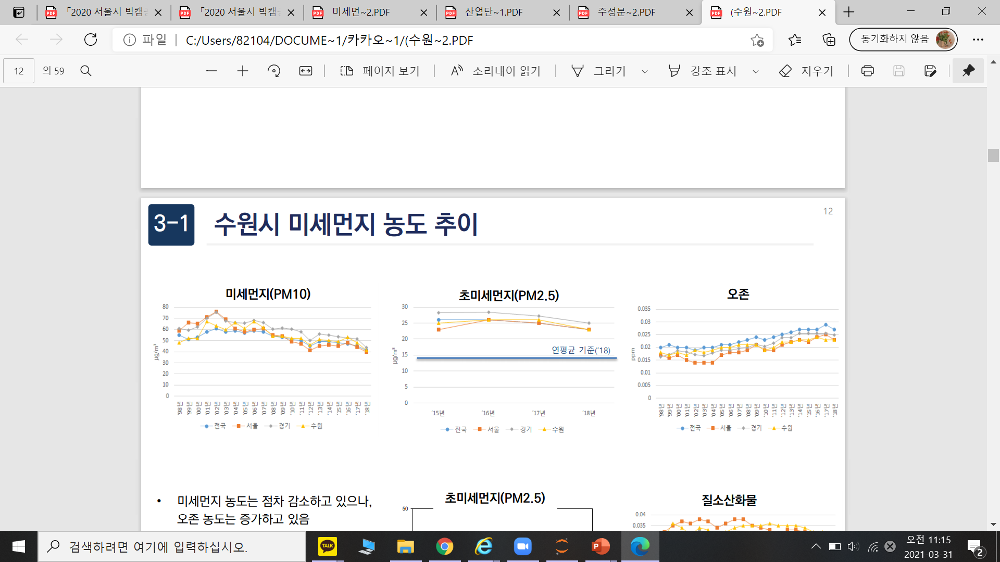 「2020 서울시 빅캠
「2020 서울시 빅캠
미세먼~2.PDF
산업단~1.PDF
주성분~2.PDF
(수원~2.PDF
파일
C:/Users/82104/DOCUME~1/카카오~1/(수원~2.PDF
동기화하지 않음
12 의 59
페이지 보기
소리내어 읽기
그리기
강조 표시
지우기
12
3-1 수원시 미세먼지 농도 추이
미세먼지(PM10)
80
70
60
50
40
30
20
10
0
μg/m³
'98년 '99년 '00년 '01년 '02년 '03년 '04년 '05년 '06년 '07년 '08년 '09년 '10년 '11년 '12년 '13년 '14년 '15년 '16년 '17년 '18년
전국 서울 경기 수원
초미세먼지(PM2.5)
30
25
20
15
10
5
0
μg/m³
연평균 기준('18)
'15년 '16년 '17년 '18년
전국 서울 경기 수원
오존
0.035
0.03
0.025
0.02
0.015
0.01
0.005
0
ppm
'98년 '99년 '00년 '01년 '02년 '03년 '04년 '05년 '06년 '07년 '08년 '09년 '10년 '11년 '12년 '13년 '14년 '15년 '16년 '17년 '18년
전국 서울 경기 수원
• 미세먼지 농도는 점차 감소하고 있으나,
오존 농도는 증가하고 있음
초미세먼지(PM2.5)
50
질소산화물
0.04
0.035
검색하려면 여기에 입력하십시오.
TALK
오전 11:15
2021-03-31
2